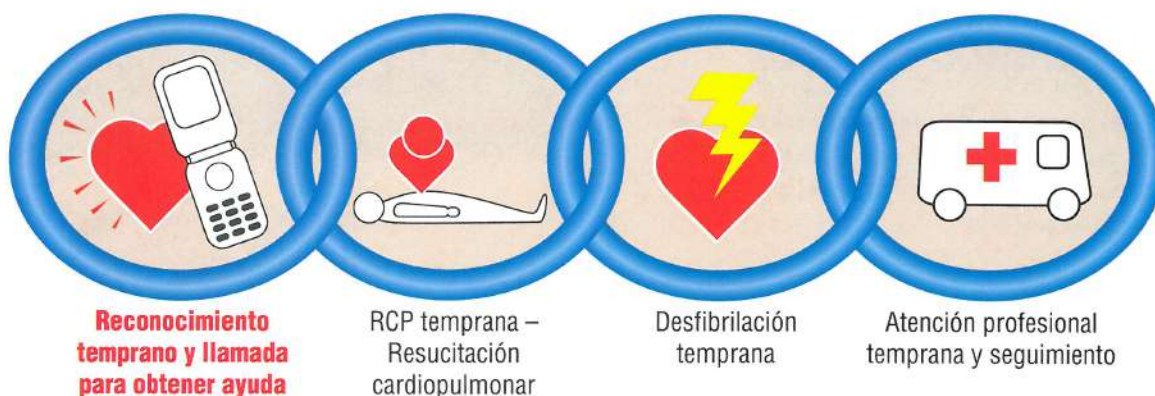 Reconocimiento
temprano y llamada
para obtener ayuda
RCP temprana –
Resucitación
cardiopulmonar
Desfibrilación
temprana
Atención profesional
temprana y seguimiento